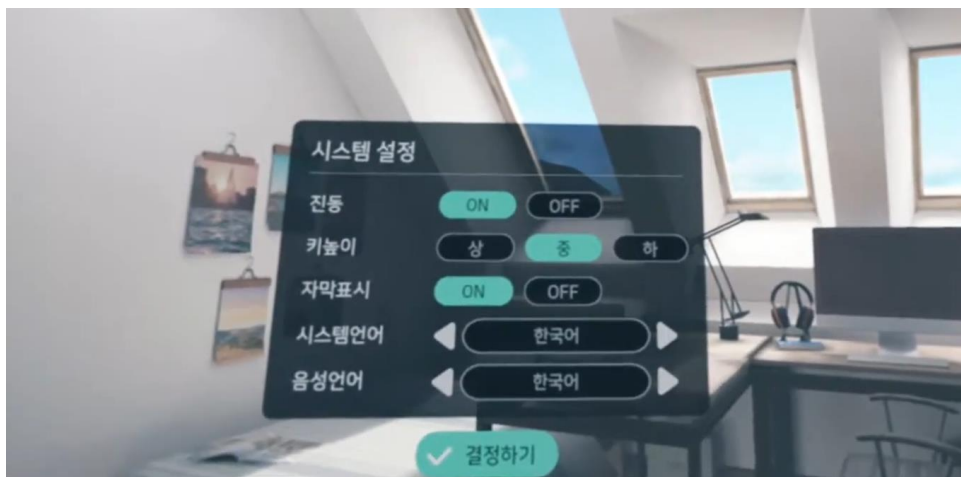 시스템 설정
진동 ON OFF
키높이 상 중 하
자막표시 ON OFF
시스템언어 한국어
음성언어 한국어
결정하기